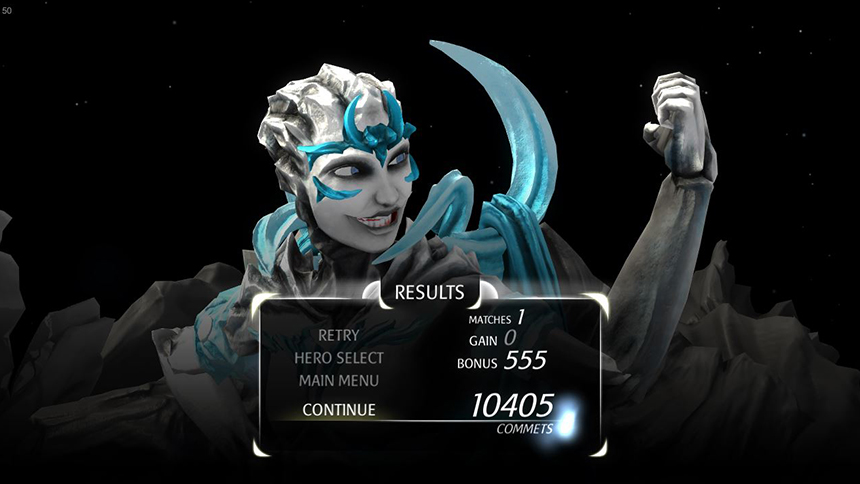 50
RESULTS
MATCHES 1
RETRY
GAIN 0
HERO SELECT
BONUS 555
MAIN MENU
CONTINUE
10405
COMMETS